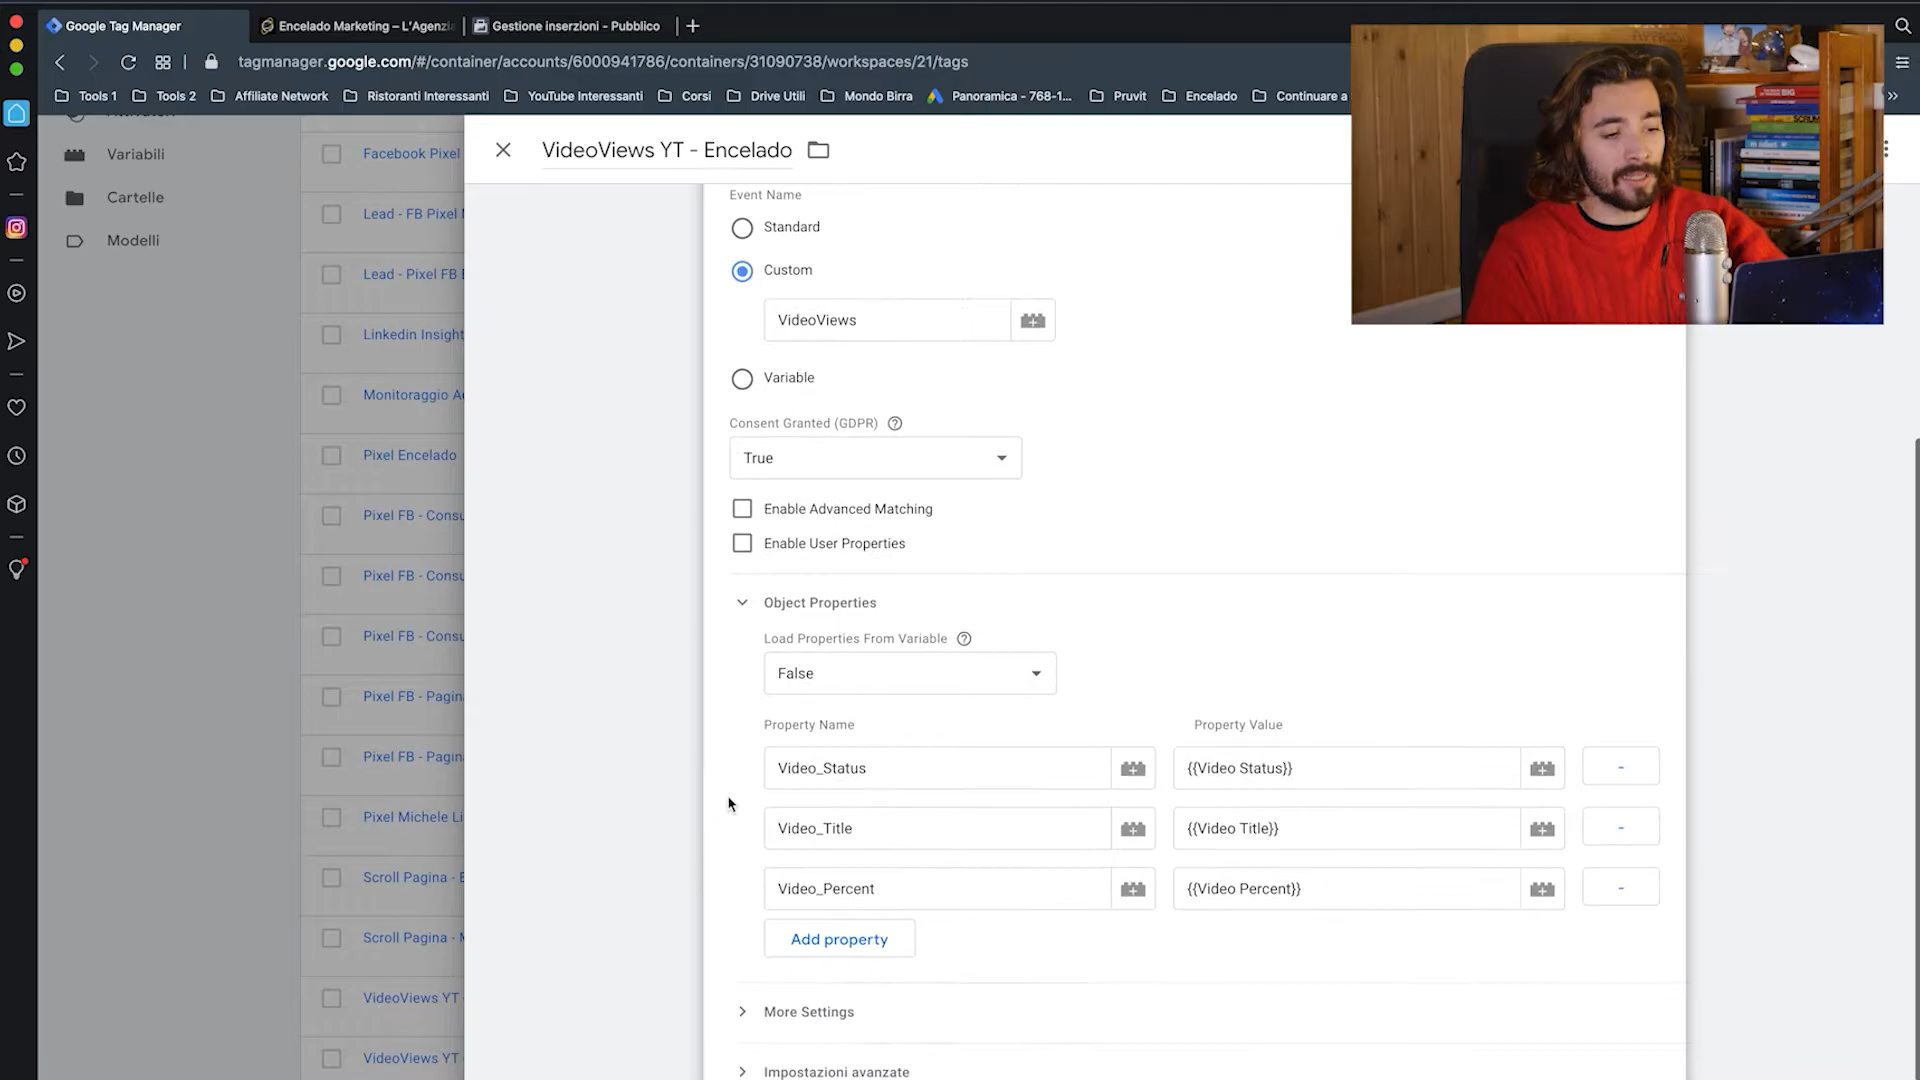 Google Tag Manager
Encelado Marketing – L'Agenzi
Gestione inserzioni - Pubblico
tagmanager.google.com/#/container/accounts/6000941786/containers/31090738/workspaces/21/tags
Tools 1
Tools 2
Affiliate Network
Ristoranti Interessanti
YouTube Interessanti
Corsi
Drive Utili
Mondo Birra
Panoramica - 768-1...
Pruvit
Encelado
Continuare a
Variabili
Cartelle
Modelli
Facebook Pixel
Lead - FB Pixel
Lead - Pixel FB
Linkedin Insight
Monitoraggio
Pixel Encelado
Pixel FB - Consu
Pixel FB - Consu
Pixel FB - Consu
Pixel FB - Pagin
Pixel FB - Pagin
Pixel Michele Li
Scroll Pagina -
Scroll Pagina -
VideoViews YT
VideoViews YT
VideoViews YT - Encelado
Event Name
Standard
Custom
VideoViews
Variable
Consent Granted (GDPR)
True
Enable Advanced Matching
Enable User Properties
Object Properties
Load Properties From Variable
False
Property Name Property Value
Video_Status {{Video Status}} -
Video_Title {{Video Title}} -
Video_Percent {{Video Percent}} -
Add property
More Settings
Impostazioni avanzate